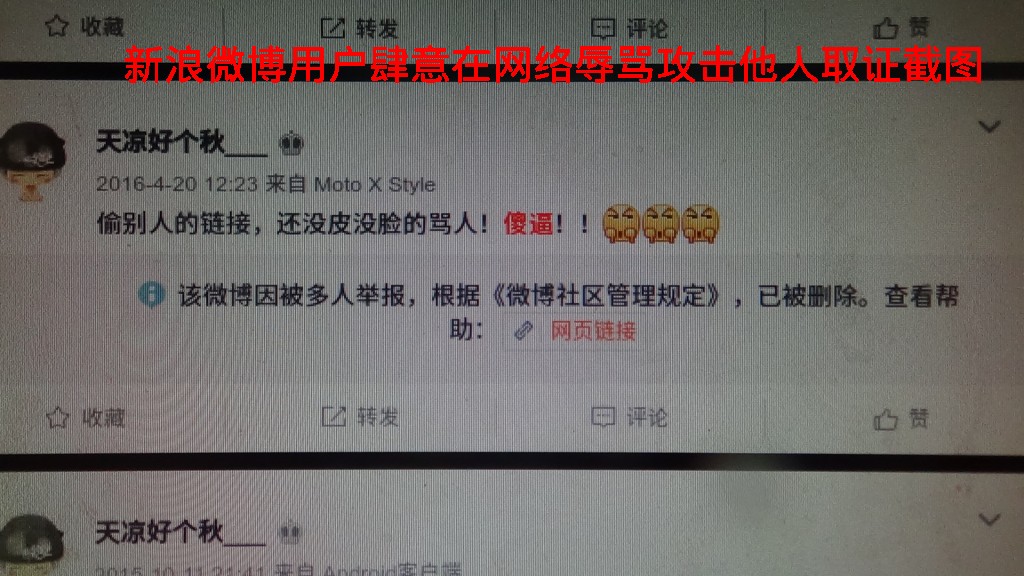 收藏 转发 评论 赞
新浪微博用户肆意在网络辱骂攻击他人取证截图
天凉好个秋___
2016-4-20 12:23 来自 Moto X Style
偷别人的链接，还没皮没脸的骂人！傻逼！！
该微博因被多人举报，根据《微博社区管理规定》，已被删除。查看帮
助： 网页链接
收藏 转发 评论 赞
天凉好个秋___
2015-10-11 21:41 来自 Android客户端